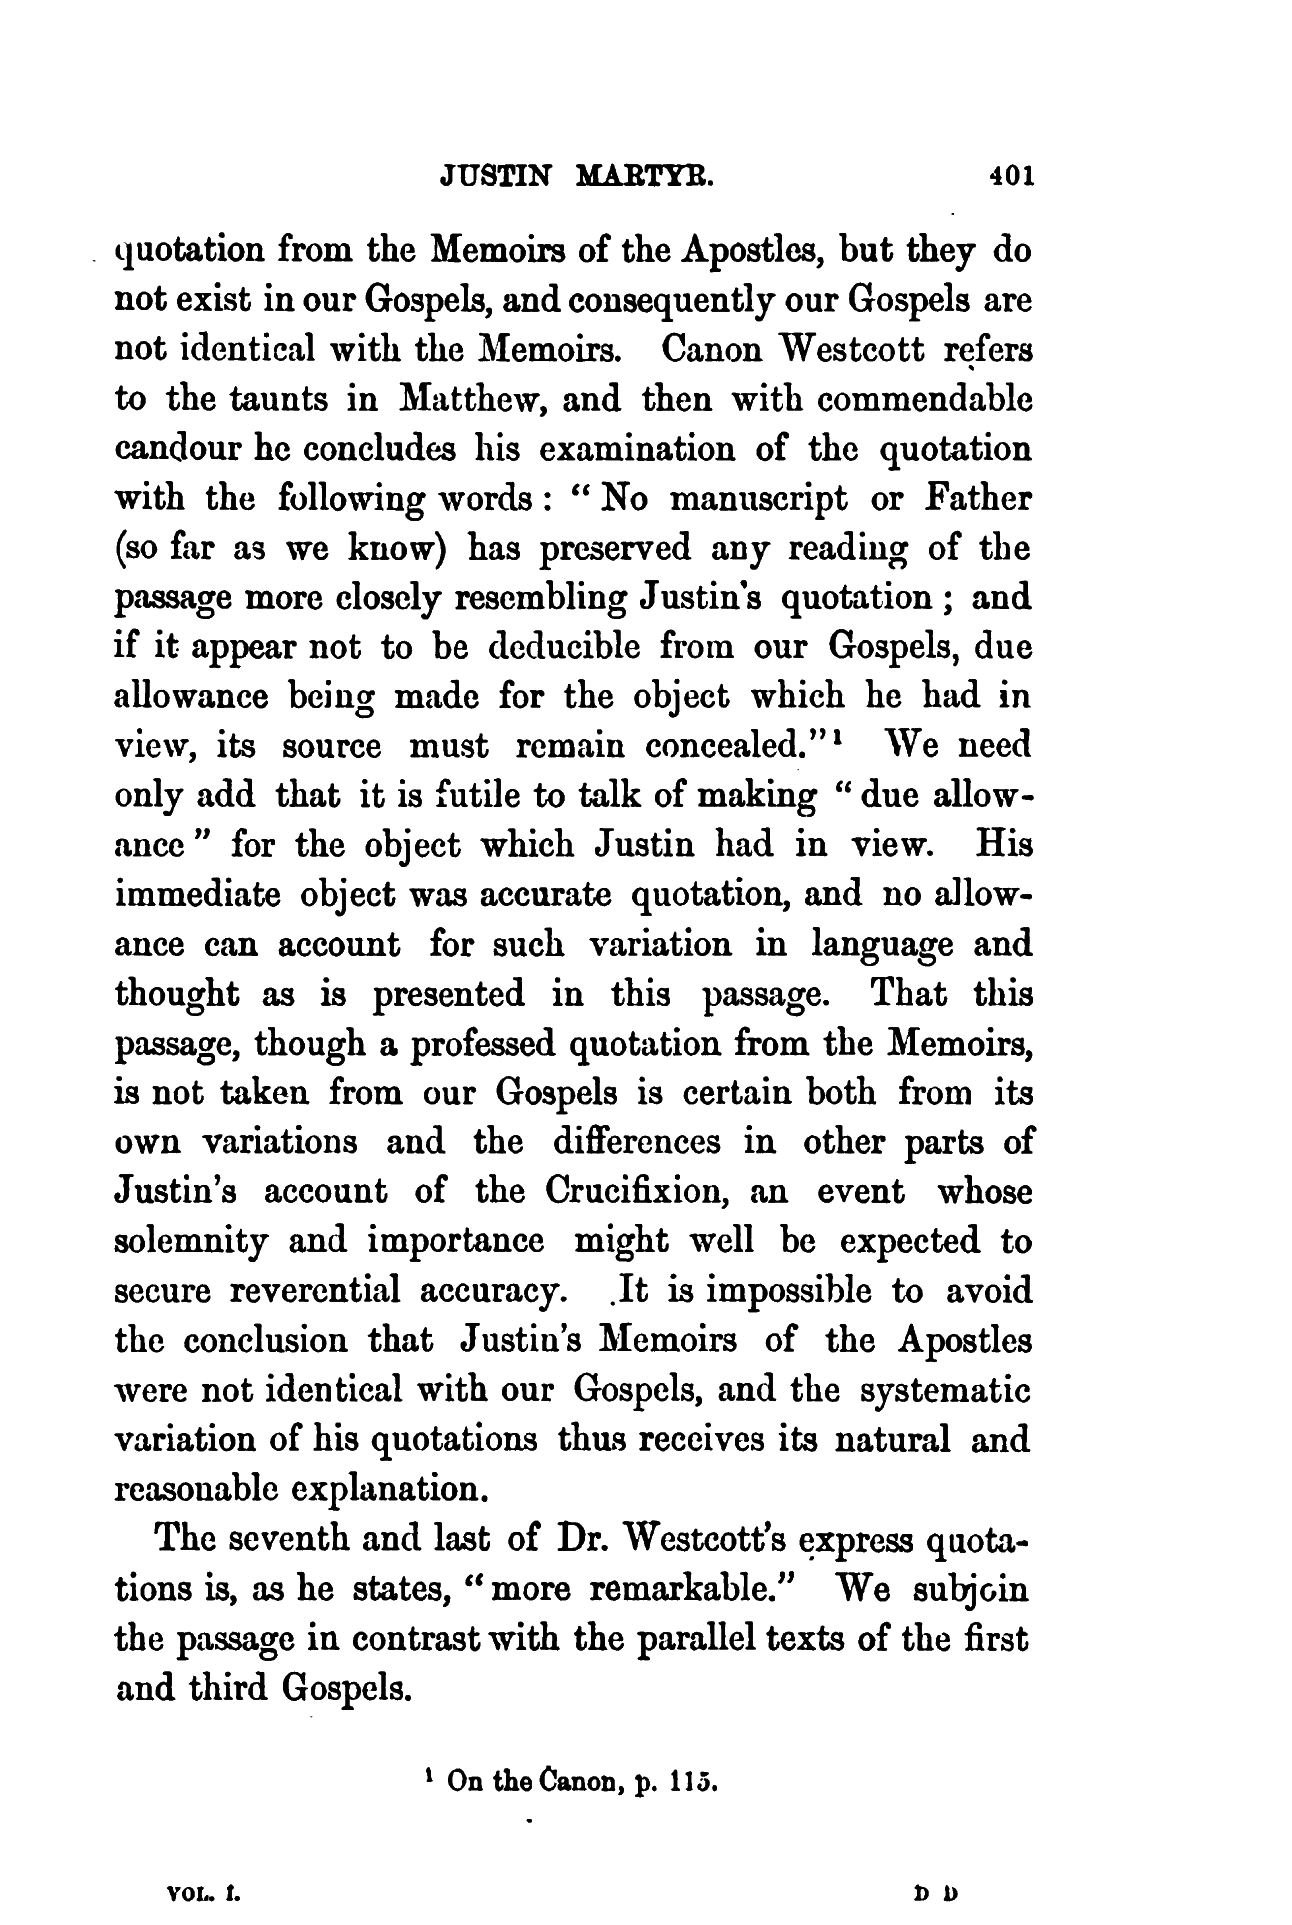 JUSTIN MARTYR. 401
quotation from the Memoirs of the Apostles, but they do
not exist in our Gospels, and consequently our Gospels are
not identical with the Memoirs. Canon Westcott refers
to the taunts in Matthew, and then with commendable
candour he concludes his examination of the quotation
with the following words : “ No manuscript or Father
(so far as we know) has preserved any reading of the
passage more closely resembling Justin's quotation ; and
if it appear not to be deducible from our Gospels, due
allowance being made for the object which he had in
view, its source must remain concealed.”¹ We need
only add that it is futile to talk of making “ due allow-
ance ” for the object which Justin had in view. His
immediate object was accurate quotation, and no allow-
ance can account for such variation in language and
thought as is presented in this passage. That this
passage, though a professed quotation from the Memoirs,
is not taken from our Gospels is certain both from its
own variations and the differences in other parts of
Justin's account of the Crucifixion, an event whose
solemnity and importance might well be expected to
secure reverential accuracy. It is impossible to avoid
the conclusion that Justin's Memoirs of the Apostles
were not identical with our Gospels, and the systematic
variation of his quotations thus receives its natural and
reasonable explanation.
The seventh and last of Dr. Westcott's express quota-
tions is, as he states, “ more remarkable.” We subjoin
the passage in contrast with the parallel texts of the first
and third Gospels.
¹ On the Canon, p. 115.
VOL. I. D D